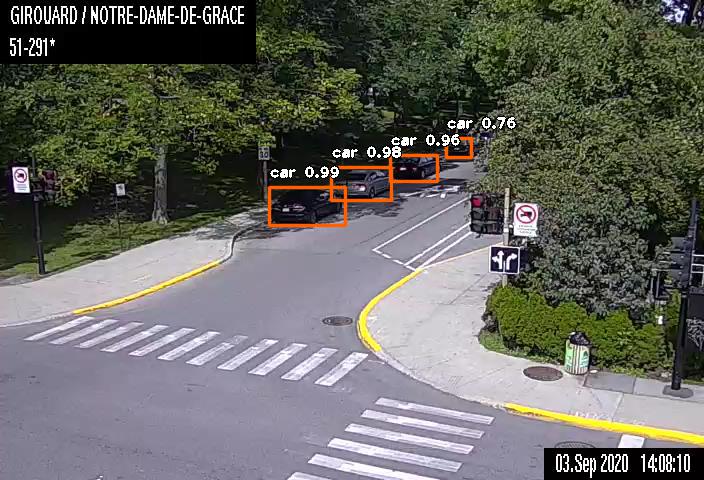 GIROUARD / NOTRE-DAME-DE-GRACE
51-291*
car 0.76
car 0.96
car 0.98
car 0.99
03.Sep 2020 14:08:10